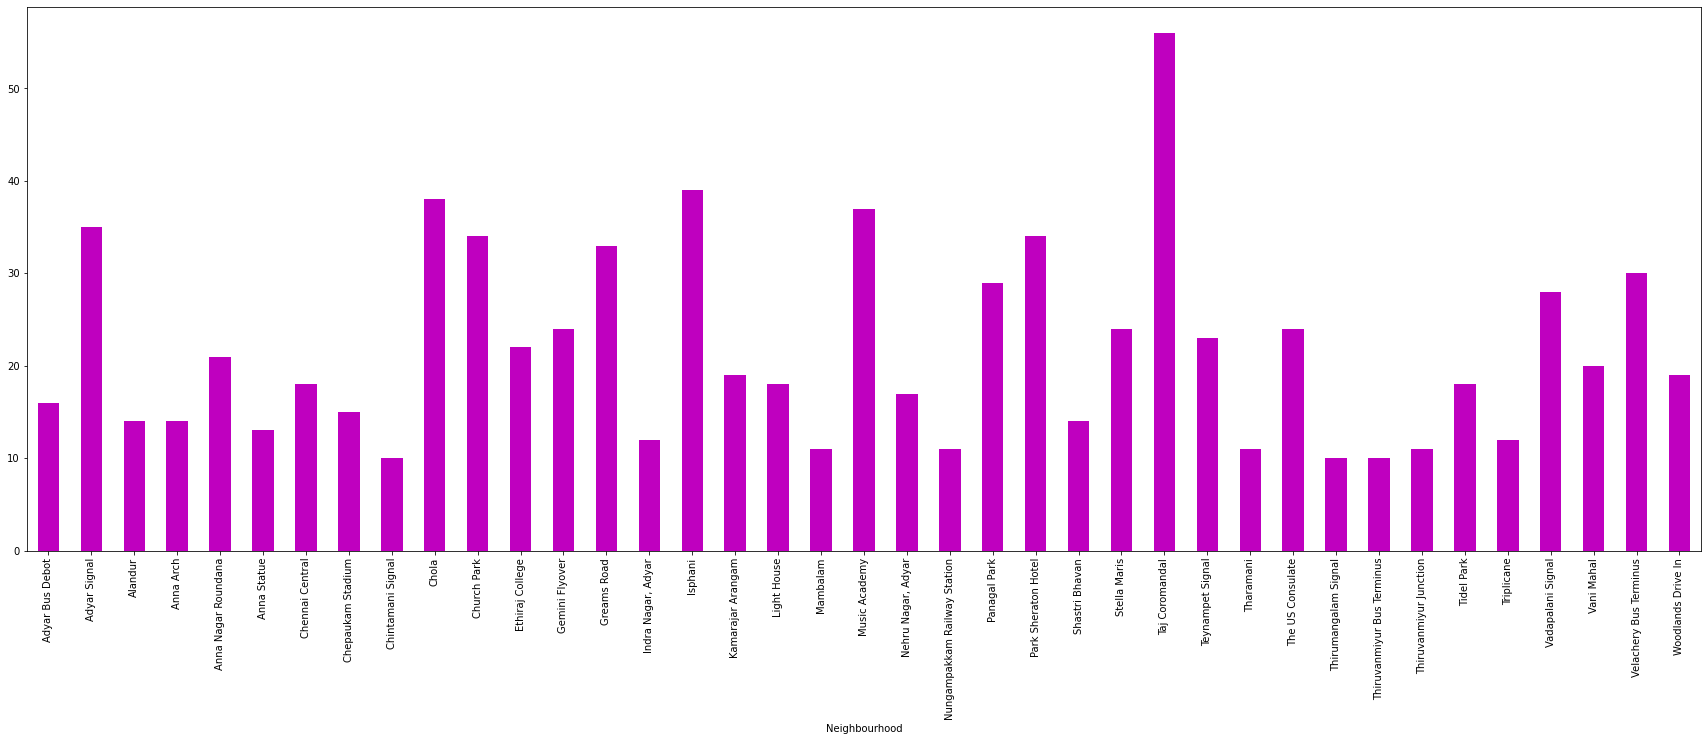 50
40
30
20
10
0
Adyar Bus Debot
Adyar Signal
Alandur
Anna Arch
Anna Nagar Roundana
Anna Statue
Chennai Central
Chepaukam Stadium
Chintamani Signal
Chola
Church Park
Ethiraj College
Gemini Flyover
Greams Road
Indra Nagar, Adyar
Isphani
Kamarajar Arangam
Light House
Mambalam
Music Academy
Nehru Nagar, Adyar
Nungampakkam Railway Station
Panagal Park
Park Sheraton Hotel
Shastri Bhavan
Stella Maris
Taj Coromandal
Teynampet Signal
Tharamani
The US Consulate
Thirumangalam Signal
Thiruvanmiyur Bus Terminus
Thiruvanmiyur Junction
Tidel Park
Triplicane
Vadapalani Signal
Vani Mahal
Velachery Bus Terminus
Woodlands Drive In
Neighbourhood